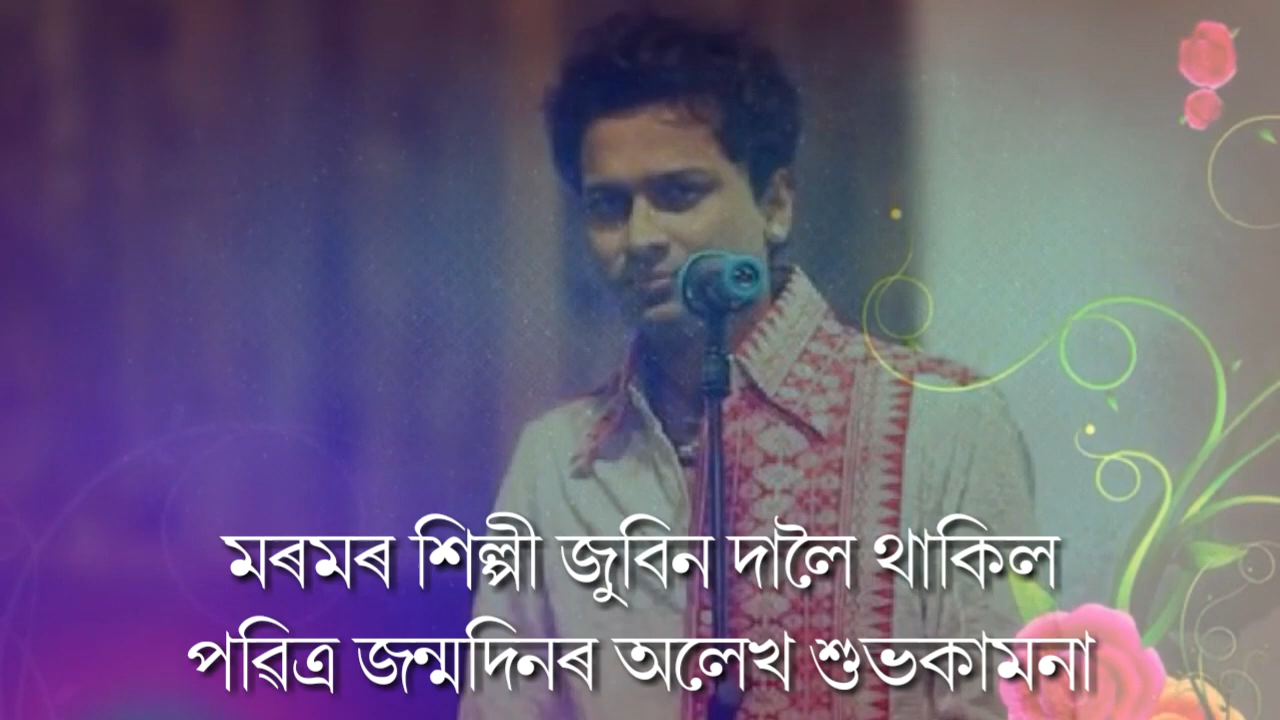 মৰমৰ শিল্পী জুবিন দালৈ থাকিল
পৱিত্ৰ জন্মদিনৰ অলেখ শুভকামনা